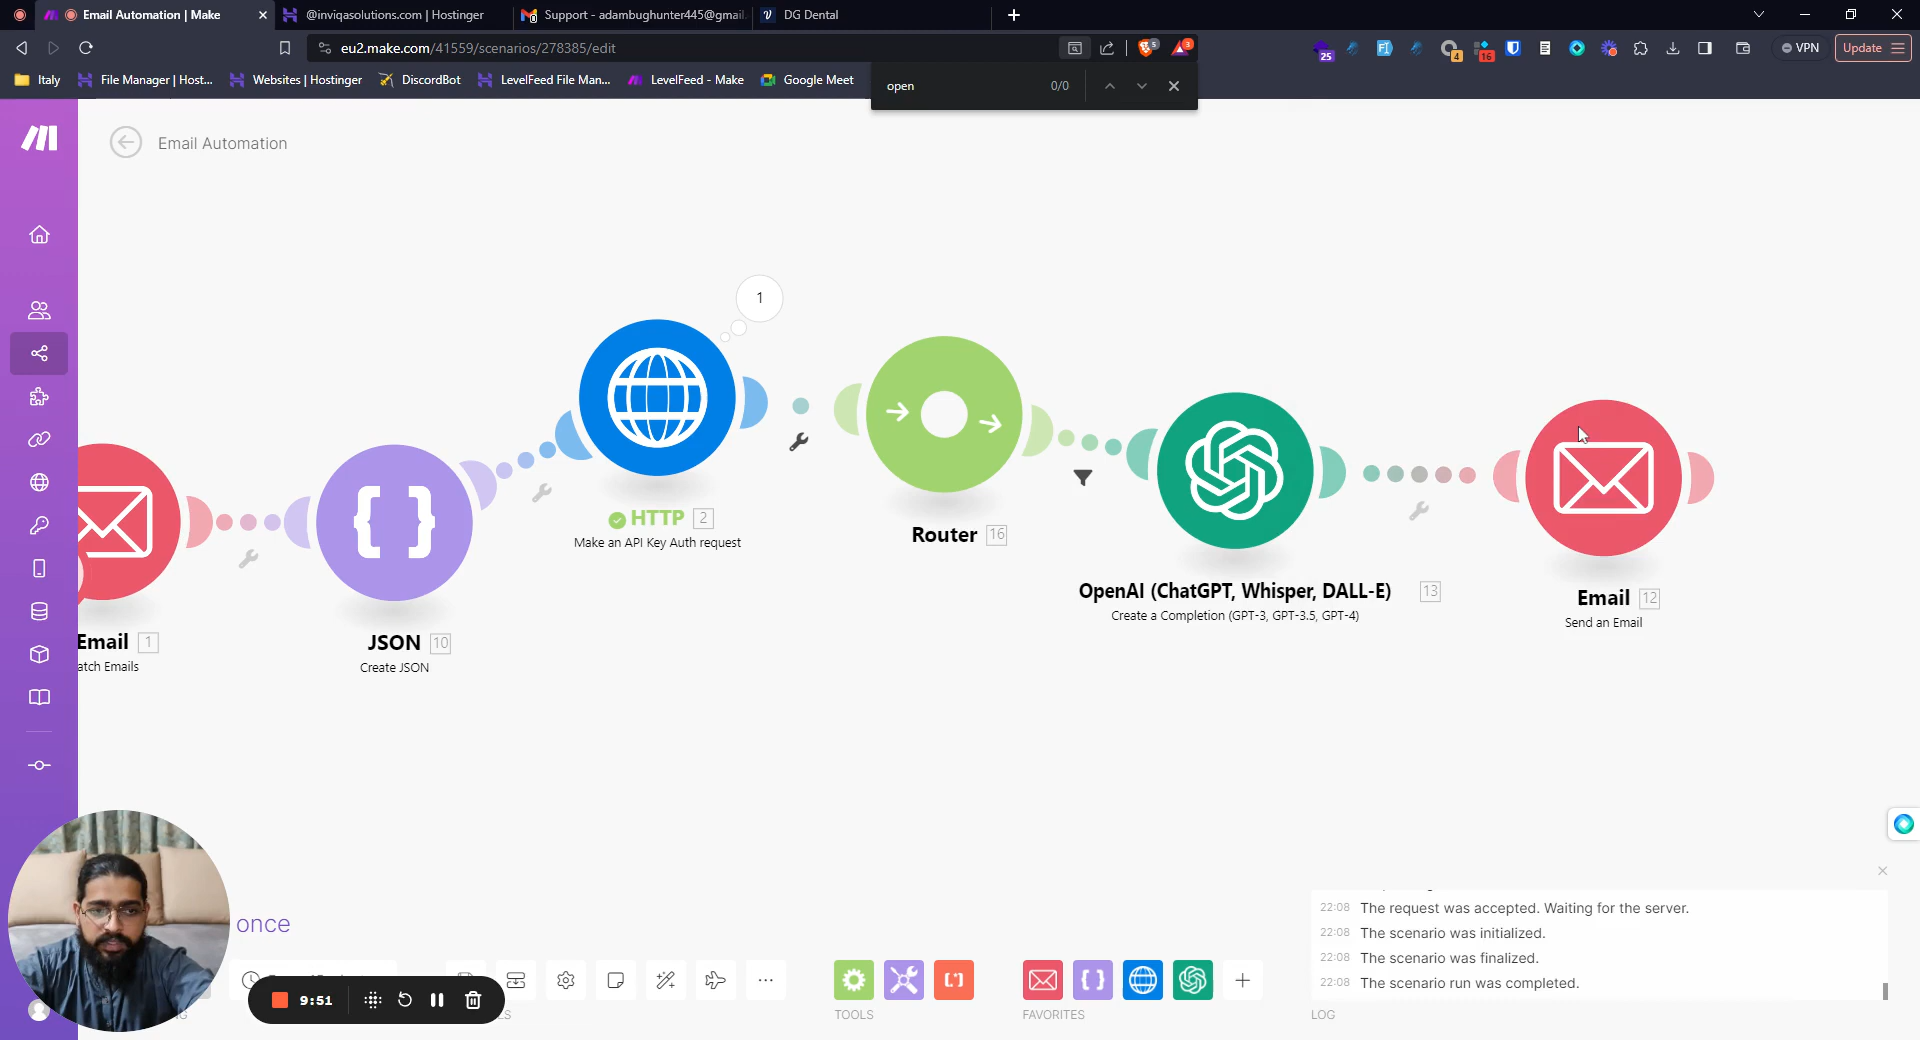 Email Automation | Make
@inviqasolutions.com | Hostinger
Support - adambughunter445@gmail.
DG Dental
eu2.make.com/41559/scenarios/278385/edit
5
3
25
4
16
VPN
Update
Italy
File Manager | Host...
Websites | Hostinger
DiscordBot
LevelFeed File Man...
LevelFeed - Make
Google Meet
open
0/0
Email Automation
1
HTTP 2
Make an API Key Auth request
Router 16
OpenAI (ChatGPT, Whisper, DALL-E) 13
Create a Completion (GPT-3, GPT-3.5, GPT-4)
Email 12
Send an Email
Email 1
atch Emails
JSON 10
Create JSON
once
22:08 The request was accepted. Waiting for the server.
22:08 The scenario was initialized.
22:08 The scenario was finalized.
22:08 The scenario run was completed.
9:51
TOOLS
FAVORITES
LOG